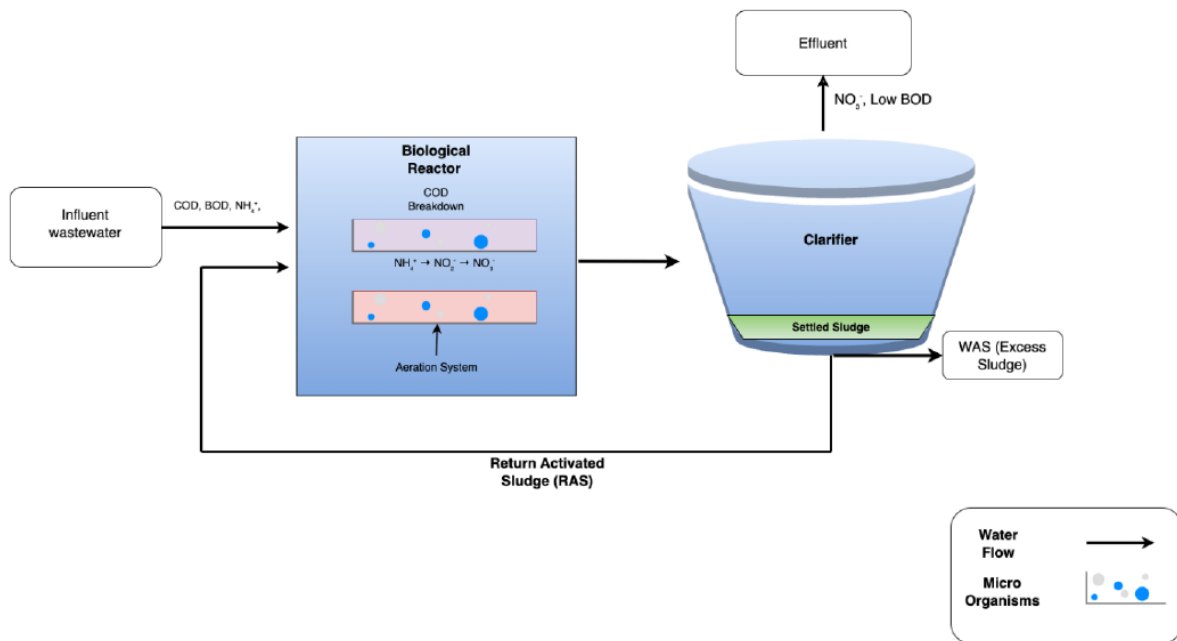 Effluent
NO₃⁻, Low BOD
Biological
Reactor
COD
Breakdown
Influent
wastewater
COD, BOD, NH₄⁺,
NH₄⁺ → NO₂⁻ → NO₃⁻
Aeration System
Clarifier
Settled Sludge
WAS (Excess
Sludge)
Return Activated
Sludge (RAS)
Water
Flow
Micro
Organisms